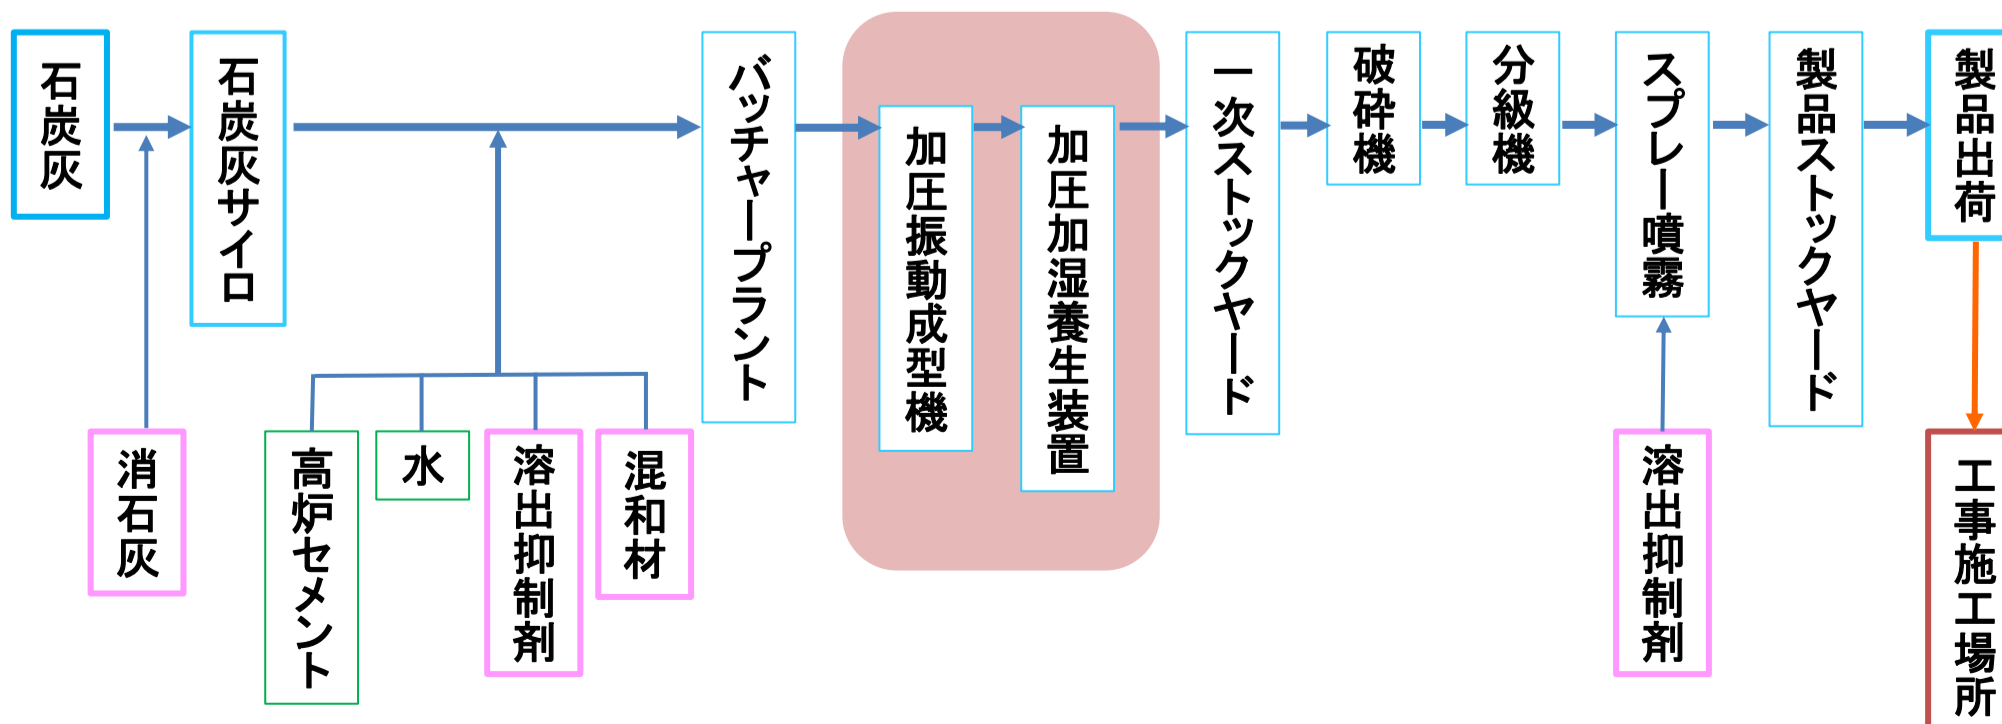 石炭灰
石炭灰サイロ
バッチャープラント
加圧振動成型機
加圧加湿養生装置
一次ストックヤード
破砕機
分級機
スプレー噴霧
製品ストックヤード
製品出荷
消石灰
高炉セメント
水
溶出抑制剤
混和材
溶出抑制剤
工事施工場所